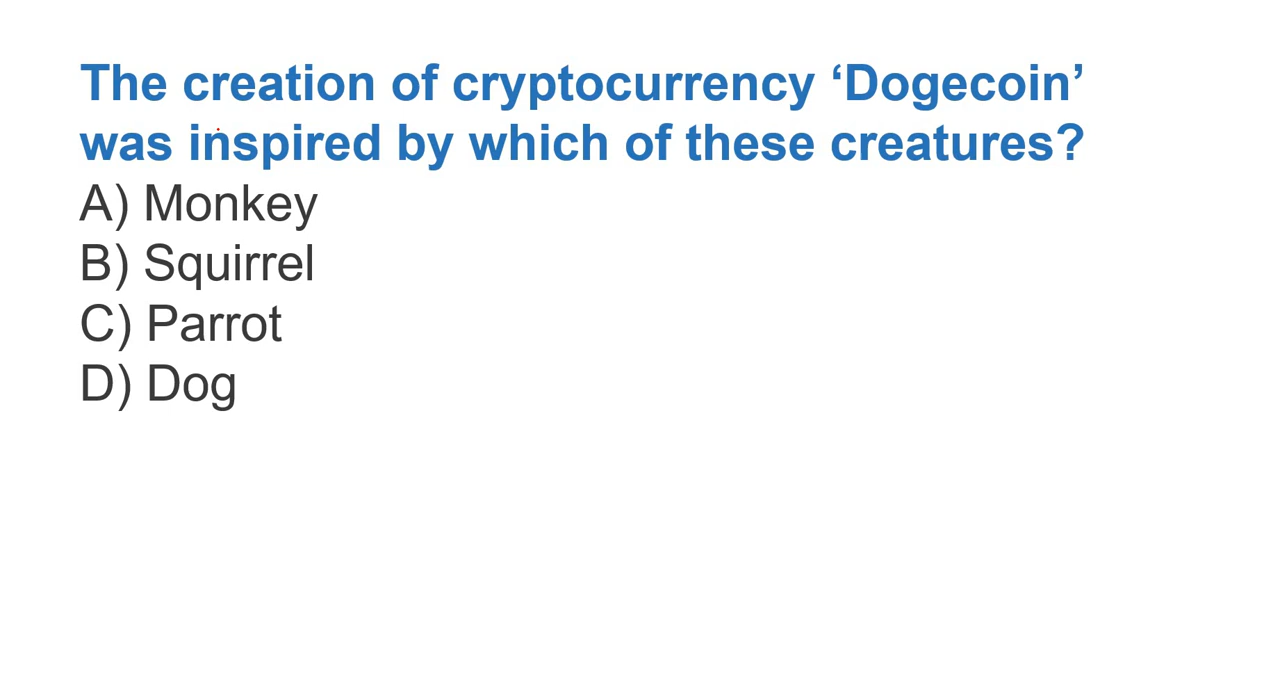 The creation of cryptocurrency ‘Dogecoin’
was inspired by which of these creatures?
A) Monkey
B) Squirrel
C) Parrot
D) Dog